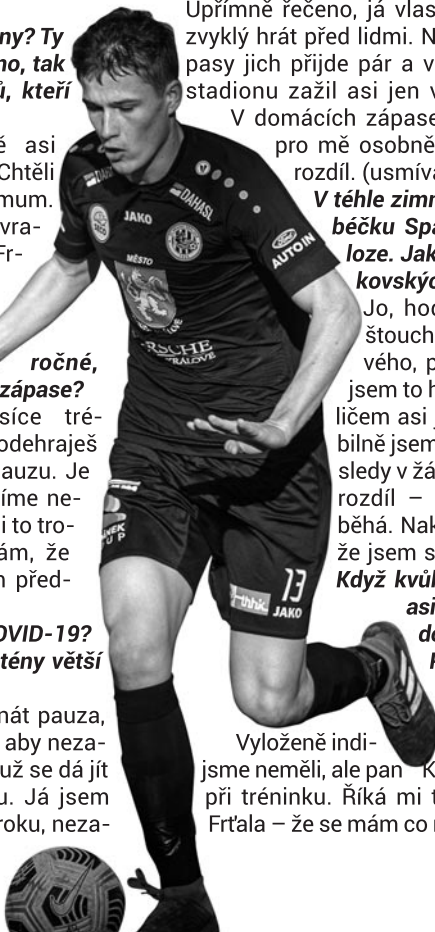 ny? Ty
no, tak
ů, kteří
ě asi
Chtěli
mum.
vra-
Fr-
ročné,
zápase?
síce tré-
odehraješ
auzu. Je
íme ne-
i to tro-
ám, že
n před-
OVID-19?
tény větší
nát pauza,
aby neza-
už se dá jít
u. Já jsem
roku, neza-
Upřímně řečeno, já vlas
zvyklý hrát před lidmi. N
pasy jich přijde pár a v
stadionu zažil asi jen v
V domácích zápase
pro mě osobně
rozdíl. (usmíva
V téhle zimn
béčku Spa
loze. Jak
kovských
Jo, hod
štouch
vého, p
jsem to h
ličem asi j
bilně jsem
sledy v žá
rozdíl –
běhá. Nak
že jsem s
Když kvůl
asi
do
Vyloženě indi-
jsme neměli, ale pan K
při tréninku. Říká mi t
Frťala – že se mám co
DAHASL
JAKO
Ford
AUTOIN
MĚSTO
13
JAKO